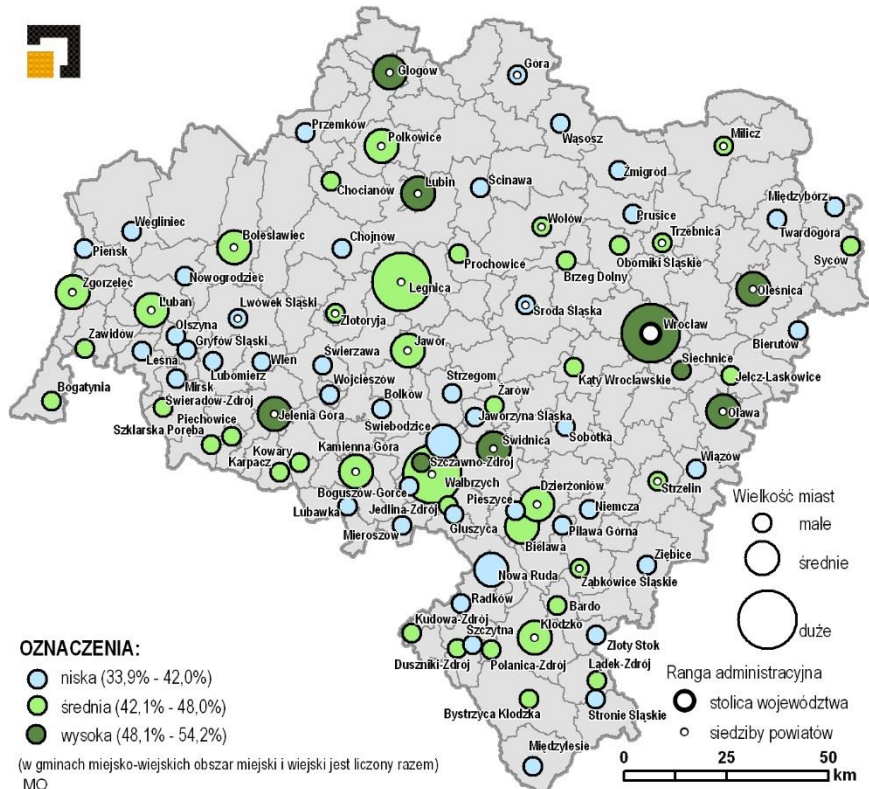 Głogów
Góra
Przemków
Wąsosz
Polkowice
Milicz
Żmigród
Chocianów
Lubin
Ścinawa
Międzybórz
Prusice
Twardogóra
Węgliniec
Wołów
Trzebnica
Bolesławiec
Chojnów
Pieńsk
Prochowice
Oborniki Śląskie
Syców
Brzeg Dolny
Nowogrodziec
Legnica
Oleśnica
Zgorzelec
Lubań
Lwówek Śląski
Środa Śląska
Złotoryja
Wrocław
Olszyna
Zawidów
Gryfów Śląski
Jawór
Bierutów
Leśna
Lubomierz
Wleń
Świerzawa
Siechnice
Kąty Wrocławskie
Jelcz-Laskowice
Mirsk
Wojcieszów
Strzegom
Żarów
Bogatynia
Świeradów-Zdrój
Bolków
Jaworzyna Śląska
Piechowice
Jelenia Góra
Oława
Świebodzice
Sobótka
Szklarska Poręba
Kamienna Góra
Świdnica
Kowary
Szczawno-Zdrój
Wiązów
Karpacz
Wałbrzych
Dzierżoniów
Strzelin
Boguszów-Gorce
Pieszyce
Jedlina-Zdrój
Niemcza
Lubawka
Głuszyca
Piława Górna
Mieroszów
Bielawa
Ziębice
Nowa Ruda
Ząbkowice Śląskie
Radków
Bardo
Kudowa-Zdrój
Szczytna
Kłodzko
Złoty Stok
Duszniki-Zdrój
Polanica-Zdrój
Lądek-Zdrój
Bystrzyca Kłodzka
Stronie Śląskie
Międzylesie
Wielkość miast
małe
średnie
duże
Ranga administracyjna
stolica województwa
siedziby powiatów
0 25 50
km
OZNACZENIA:
niska (33,9% - 42,0%)
średnia (42,1% - 48,0%)
wysoka (48,1% - 54,2%)
(w gminach miejsko-wiejskich obszar miejski i wiejski jest liczony razem)
MO